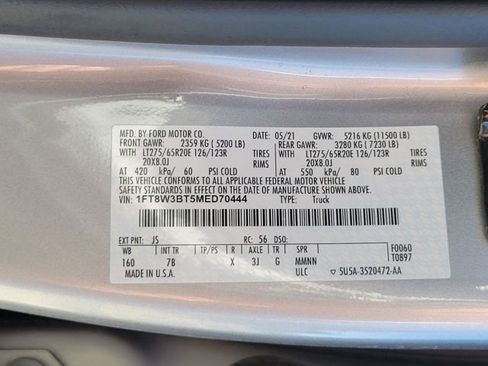 MFD. BY FORD MOTOR CO. 05/21 GVWR: 5216 KG (11500 LB)
FRONT GAWR: 2359 KG ( 5200 LB) REAR GAWR: 3280 KG ( 7230 LB)
WITH LT275/65R20E 126/123R TIRES WITH LT275/65R20E 126/123R TIRES
20X8.0J RIMS 20X8.0J RIMS
AT 420 kPa/ 60 PSI COLD AT 550 kPa/ 80 PSI COLD
THIS VEHICLE CONFORMS TO ALL APPLICABLE FEDERAL MOTOR VEHICLE
SAFETY STANDARDS IN EFFECT ON THE DATE OF MANUFACTURE SHOWN ABOVE.
VIN: 1FT8W3BT5MED70444 TYPE: Truck
EXT PNT: JS RC: 56 DSO: F0060
WB INT TR TP/PS R AX TR SPR T0897
160 7B X 3J G MMNN
MADE IN U.S.A. ULC 5U5A-3520472-AA